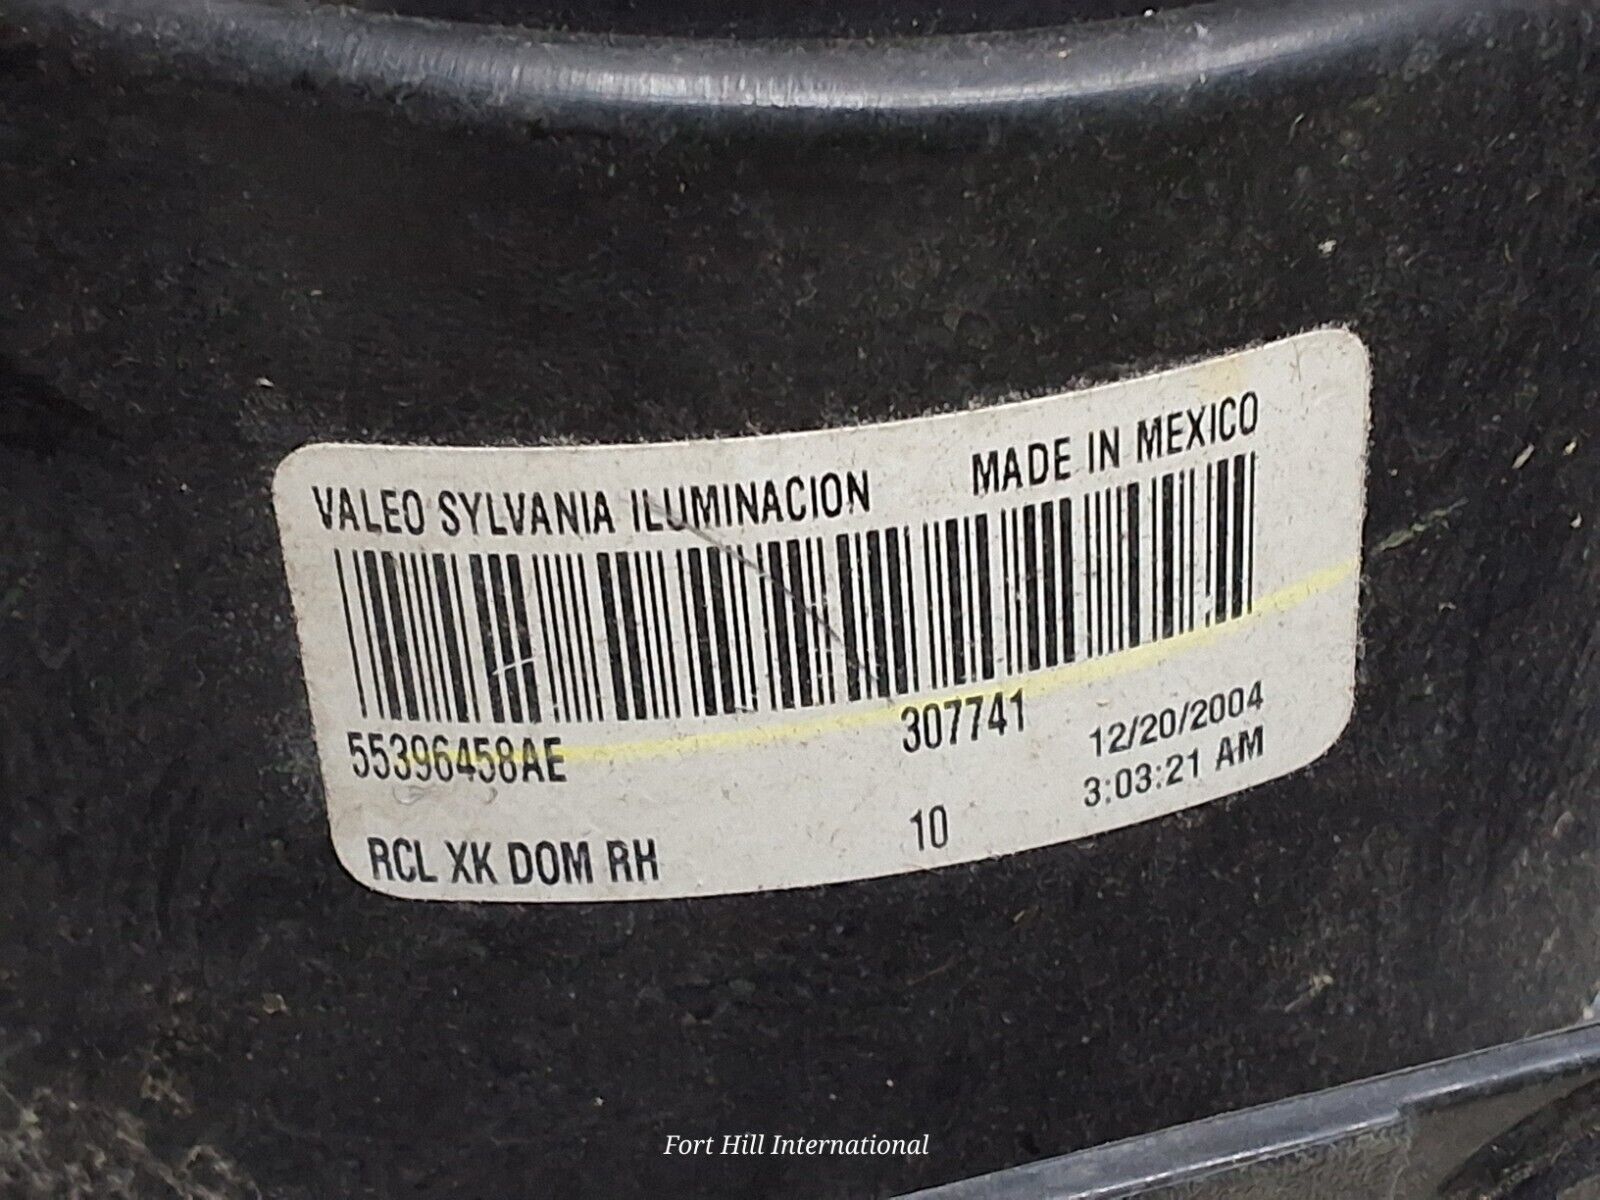 VALEO SYLVANIA ILUMINACION MADE IN MEXICO
55396458AE 307741 12/20/2004
3:03:21 AM
RCL XK DOM RH 10
Fort Hill International